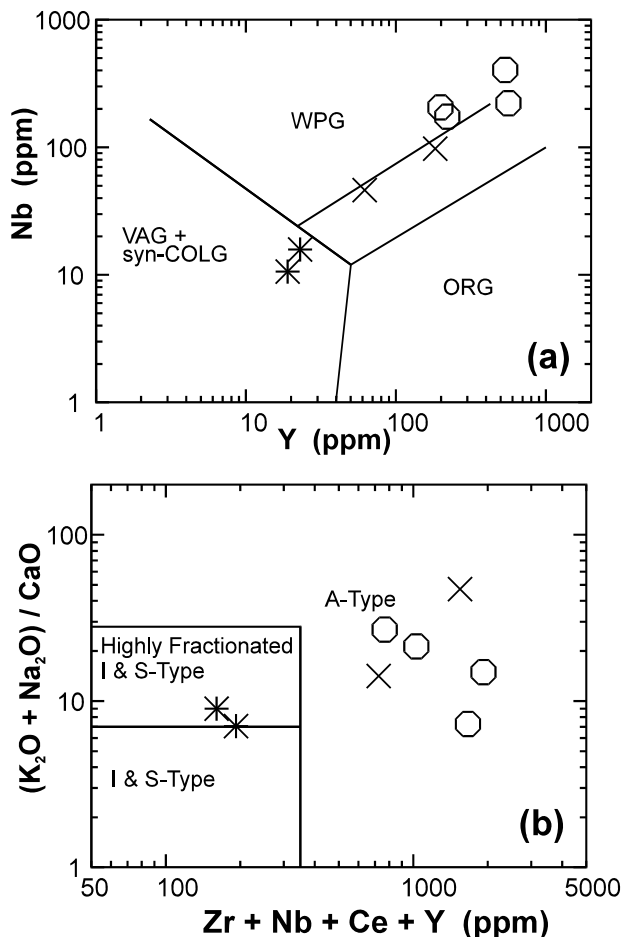 1000
100
10
1
Nb (ppm)
WPG
VAG +
syn-COLG
ORG
(a)
1
10
100
1000
Y (ppm)
100
10
1
(K₂O + Na₂O) / CaO
A-Type
Highly Fractionated
I & S-Type
I & S-Type
(b)
50
100
1000
5000
Zr + Nb + Ce + Y (ppm)